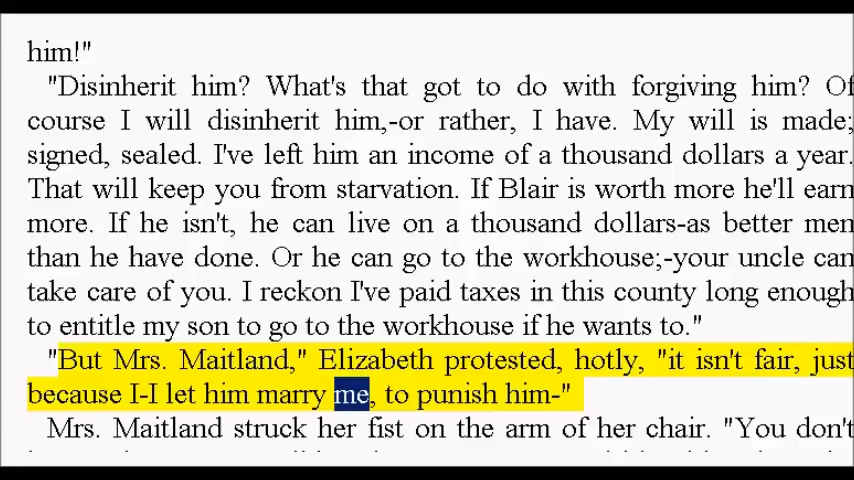 him!"
"Disinherit him? What's that got to do with forgiving him? Of
course I will disinherit him,-or rather, I have. My will is made;
signed, sealed. I've left him an income of a thousand dollars a year.
That will keep you from starvation. If Blair is worth more he'll earn
more. If he isn't, he can live on a thousand dollars-as better men
than he have done. Or he can go to the workhouse;-your uncle can
take care of you. I reckon I've paid taxes in this county long enough
to entitle my son to go to the workhouse if he wants to."
"But Mrs. Maitland," Elizabeth protested, hotly, "it isn't fair, just
because I-I let him marry me, to punish him-"
Mrs. Maitland struck her fist on the arm of her chair. "You don't